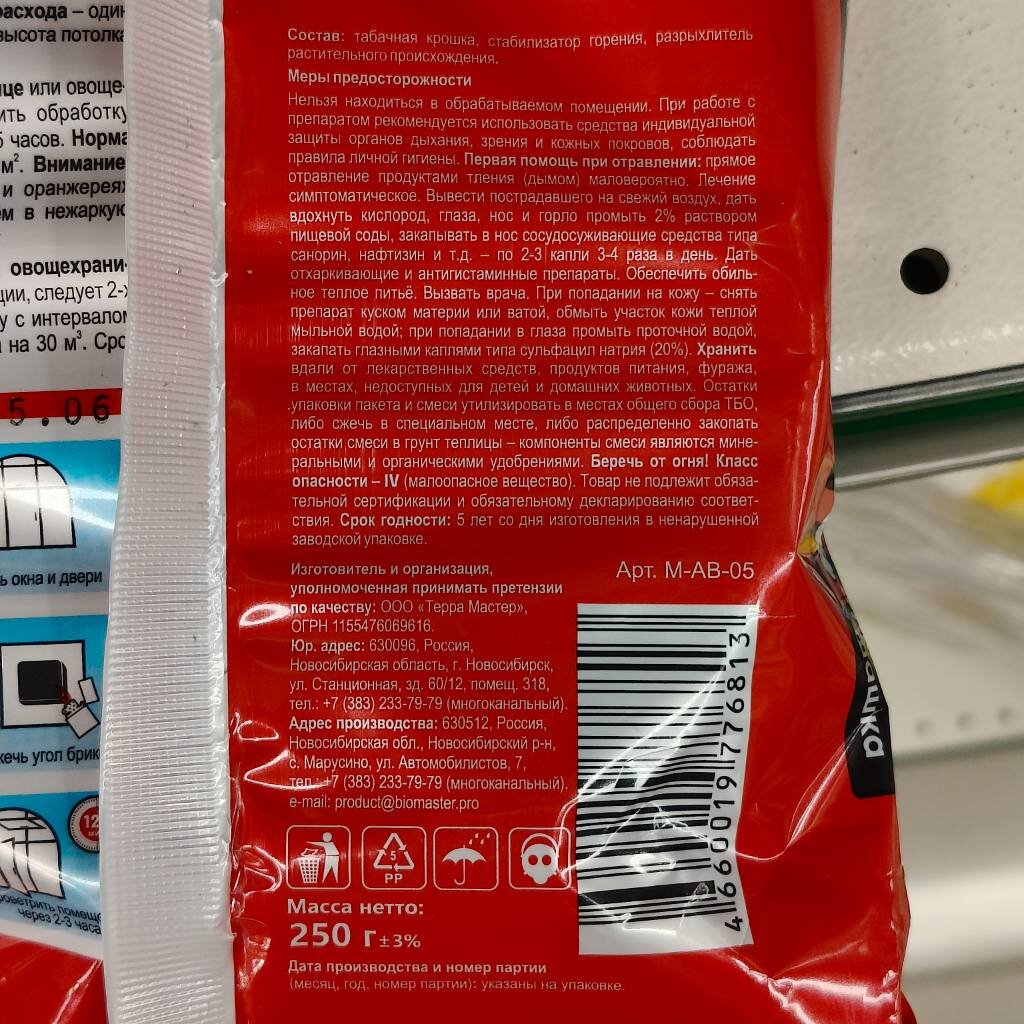 расхода – один
высота потолка
це или овоще-
ить обработку
5 часов. Норма
м². Внимание
и оранжереях
ем в нежаркую
овощехрани-
ции, следует 2-х
у с интервалом
а на 30 м³. Сро
5.06
ь окна и двери
жечь угол брик
12
проветрить помеще
через 2-3 часа
Состав: табачная крошка, стабилизатор горения, разрыхлитель
растительного происхождения.
Меры предосторожности
Нельзя находиться в обрабатываемом помещении. При работе с
препаратом рекомендуется использовать средства индивидуальной
защиты органов дыхания, зрения и кожных покровов, соблюдать
правила личной гигиены. Первая помощь при отравлении: прямое
отравление продуктами тления (дымом) маловероятно. Лечение
симптоматическое. Вывести пострадавшего на свежий воздух, дать
вдохнуть кислород, глаза, нос и горло промыть 2% раствором
пищевой соды, закапывать в нос сосудосуживающие средства типа
санорин, нафтизин и т.д. – по 2-3 капли 3-4 раза в день. Дать
отхаркивающие и антигистаминные препараты. Обеспечить обиль-
ное теплое питьё. Вызвать врача. При попадании на кожу – снять
препарат куском материи или ватой, обмыть участок кожи теплой
мыльной водой; при попадании в глаза промыть проточной водой,
закапать глазными каплями типа сульфацил натрия (20%). Хранить
вдали от лекарственных средств, продуктов питания, фуража,
в местах, недоступных для детей и домашних животных. Остатки
упаковки пакета и смеси утилизировать в местах общего сбора ТБО,
либо сжечь в специальном месте, либо распределенно закопать
остатки смеси в грунт теплицы – компоненты смеси являются мине-
ральными и органическими удобрениями. Беречь от огня! Класс
опасности – IV (малоопасное вещество). Товар не подлежит обяза-
тельной сертификации и обязательному декларированию соответ-
ствия. Срок годности: 5 лет со дня изготовления в ненарушенной
заводской упаковке.
Изготовитель и организация,
уполномоченная принимать претензии
по качеству: ООО «Терра Мастер»,
ОГРН 1155476069616.
Юр. адрес: 630096, Россия,
Новосибирская область, г. Новосибирск,
ул. Станционная, зд. 60/12, помещ. 318,
тел.: +7 (383) 233-79-79 (многоканальный).
Адрес производства: 630512, Россия,
Новосибирская обл., Новосибирский р-н,
с. Марусино, ул. Автомобилистов, 7,
тел.: +7 (383) 233-79-79 (многоканальный).
e-mail: product@biomaster.pro
Арт. М-АВ-05
4660019776813
5
PP
Масса нетто:
250 г±3%
Дата производства и номер партии
(месяц, год, номер партии): указаны на упаковке.